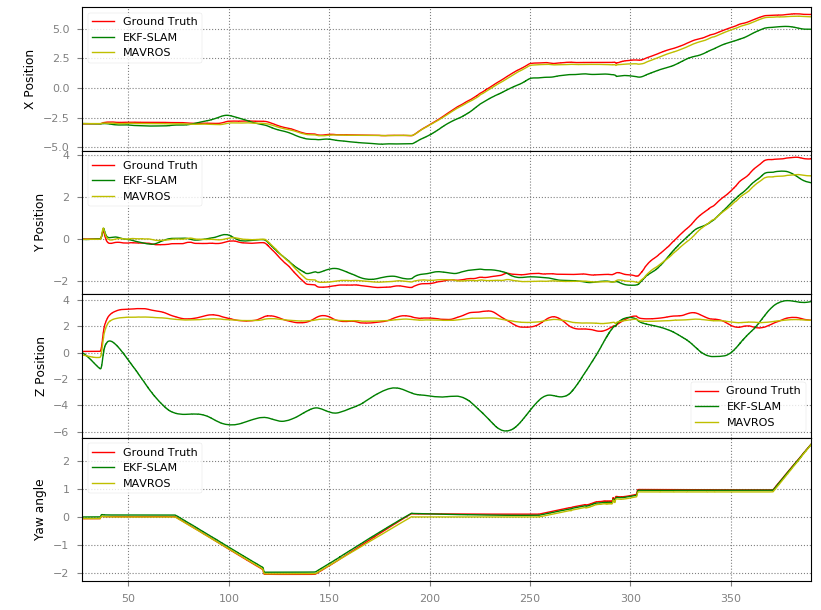 X Position
5.0
2.5
0.0
−2.5
−5.0
Ground Truth
EKF-SLAM
MAVROS
Y Position
4
2
0
−2
Ground Truth
EKF-SLAM
MAVROS
Z Position
4
2
0
−2
−4
−6
Ground Truth
EKF-SLAM
MAVROS
Yaw angle
2
1
0
−1
−2
Ground Truth
EKF-SLAM
MAVROS
50 100 150 200 250 300 350